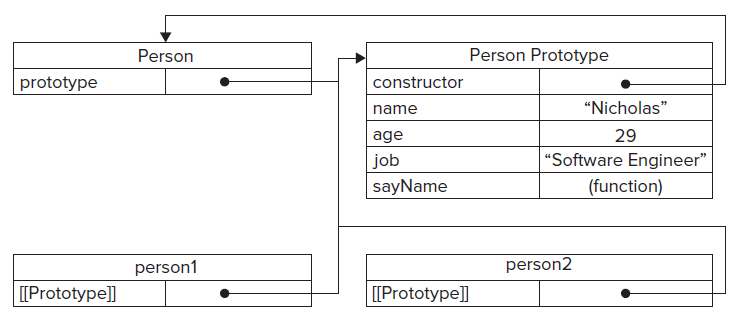 Person
prototype
Person Prototype
constructor
name “Nicholas”
age 29
job “Software Engineer”
sayName (function)
person1
[[Prototype]]
person2
[[Prototype]]